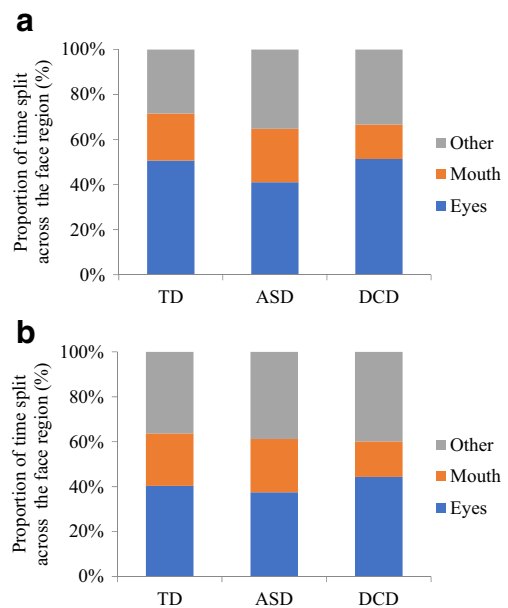 a
Proportion of time split
across the face region (%)
100%
80%
60%
40%
20%
0%
TD ASD DCD
Other
Mouth
Eyes
b
Proportion of time split
across the face region (%)
100%
80%
60%
40%
20%
0%
TD ASD DCD
Other
Mouth
Eyes